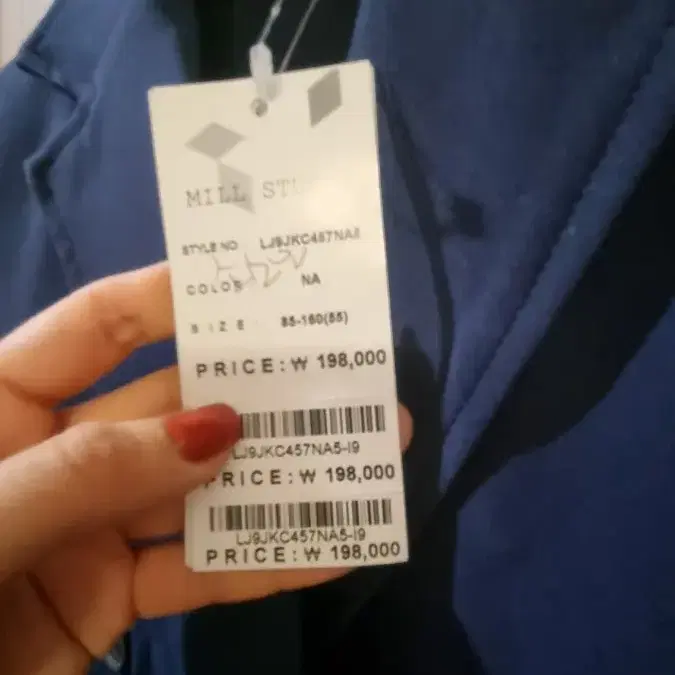 MILL STU
STYLE NO LJ9JKC457NA5
COLOR NA
SIZE 85-160(55)
PRICE: ₩ 198,000
LJ9JKC457NA5-I9
PRICE: ₩ 198,000
LJ9JKC457NA5-I9
PRICE: ₩ 198,000